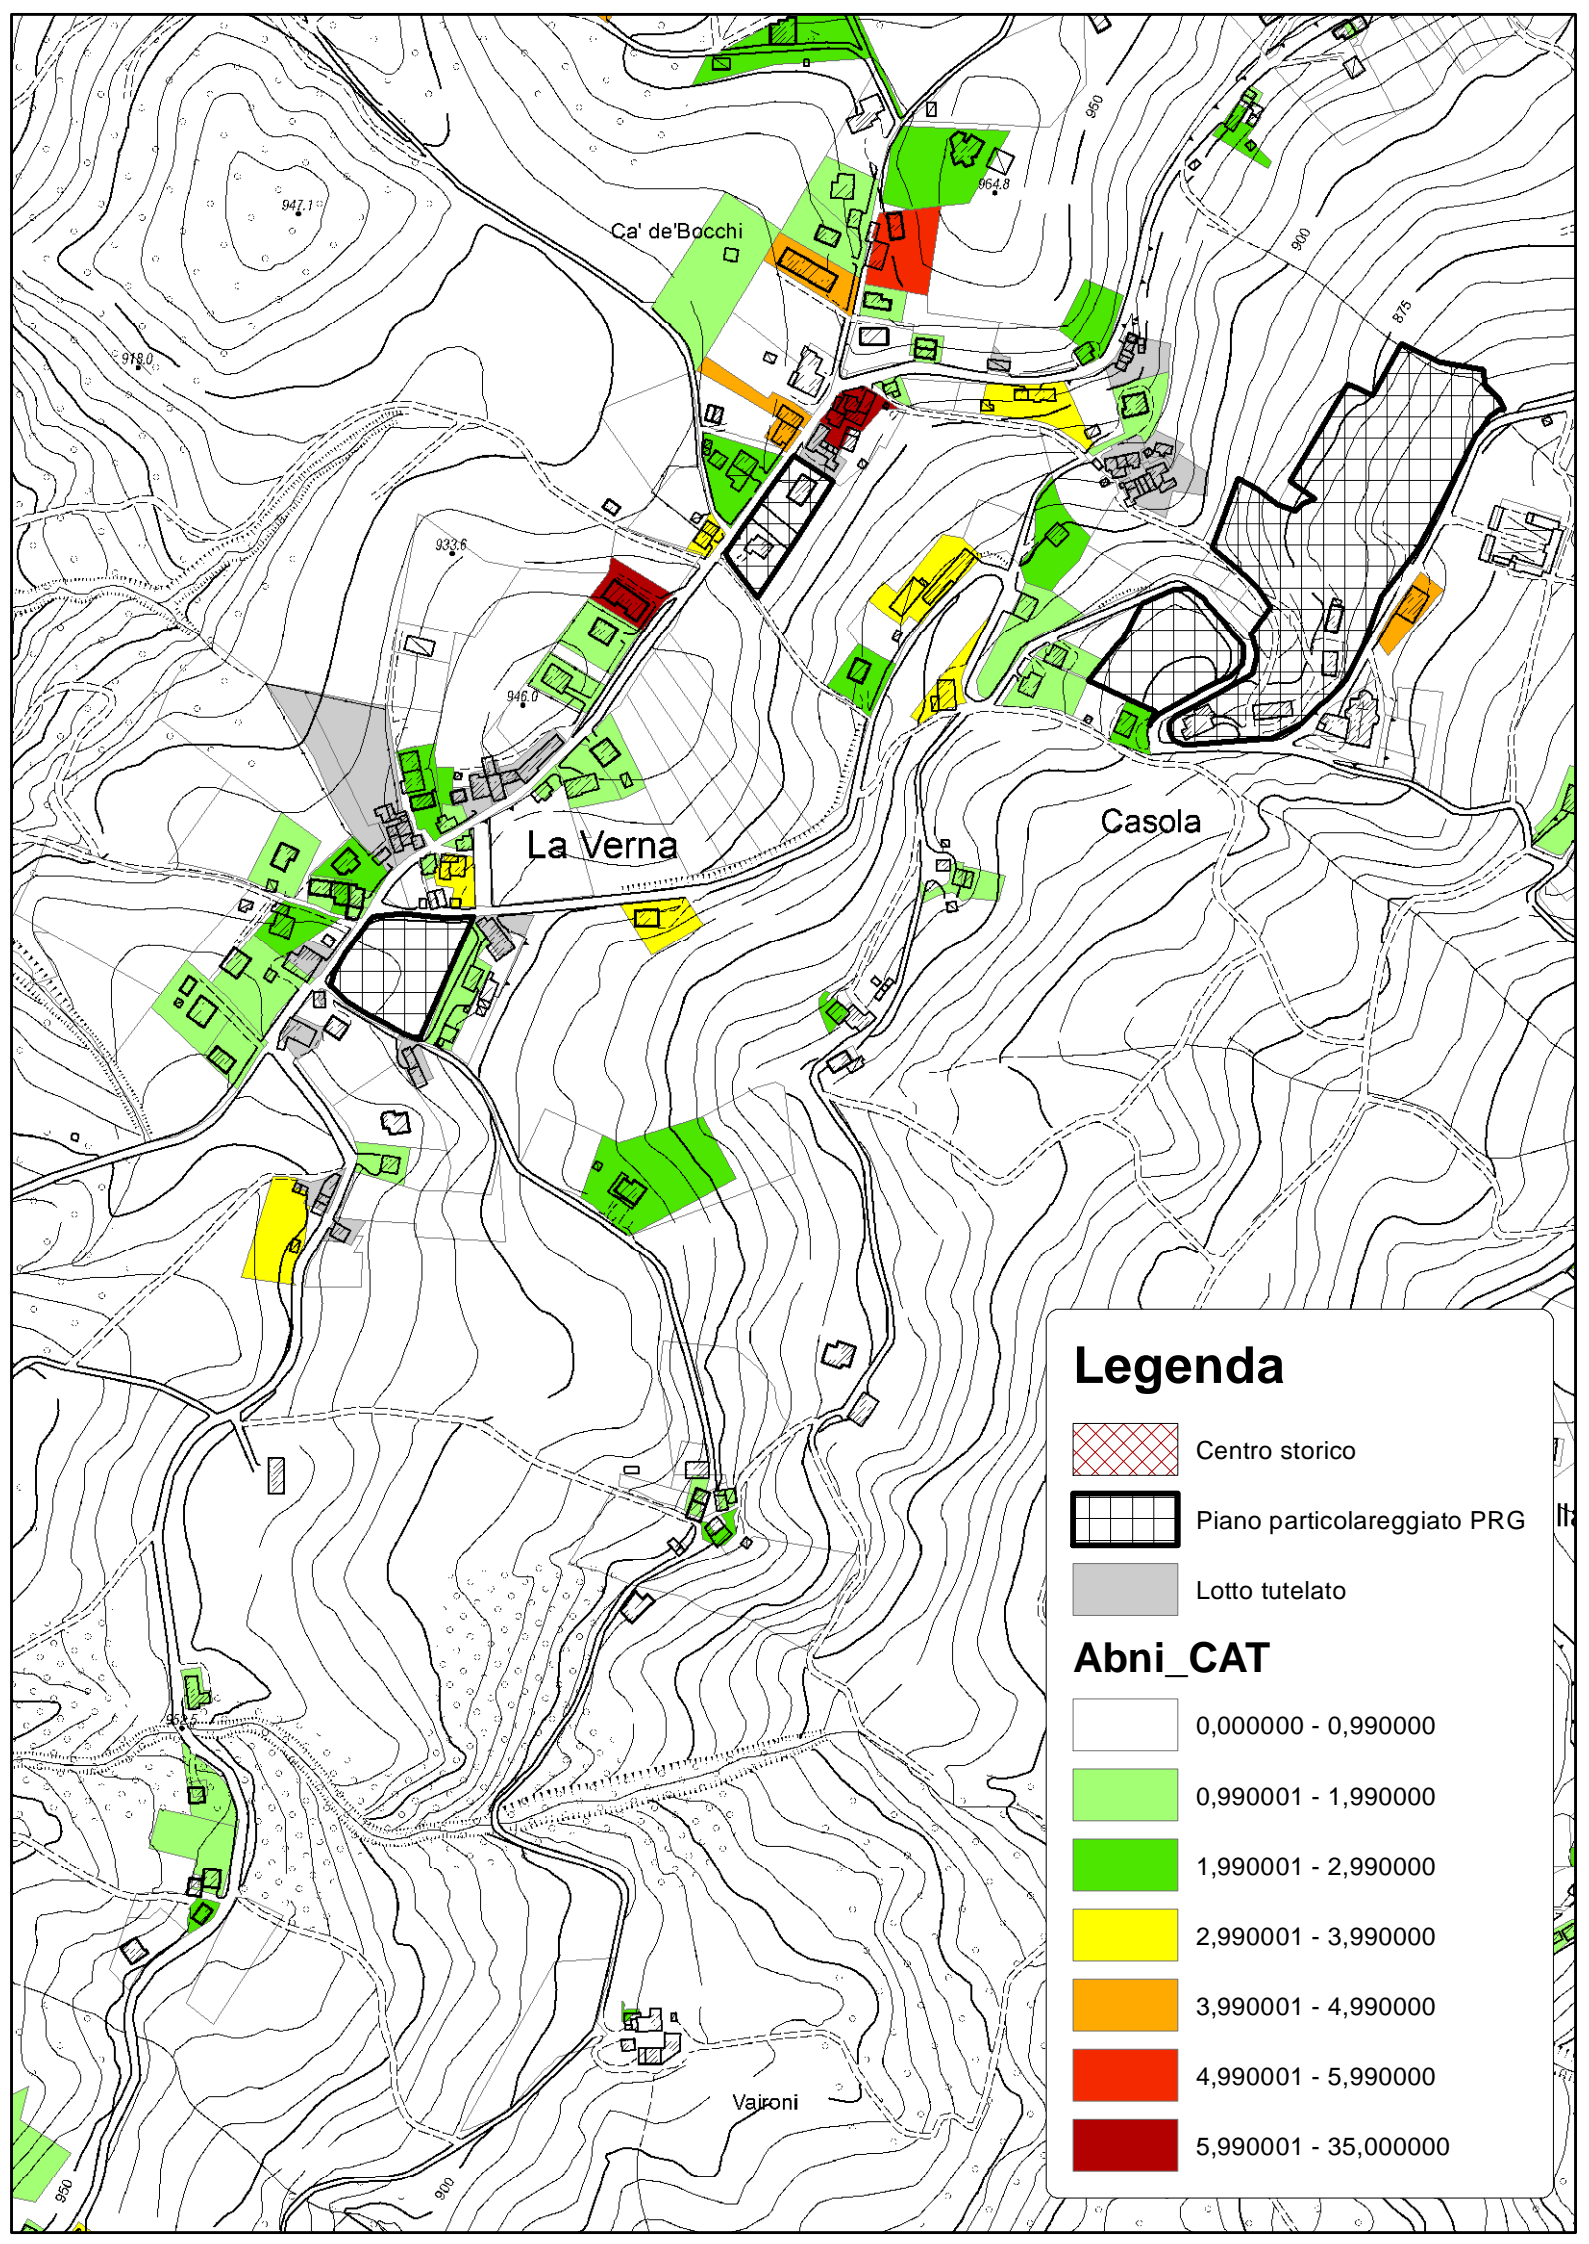 950
964.8
947.1
Ca' de'Bocchi
900
875
918.0
933.6
946.0
La Verna
Casola
Legenda
Centro storico
Piano particolareggiato PRG
Lotto tutelato
Abni_CAT
0,000000 - 0,990000
0,990001 - 1,990000
1,990001 - 2,990000
2,990001 - 3,990000
3,990001 - 4,990000
4,990001 - 5,990000
5,990001 - 35,000000
952.5
Vaironi
950
900